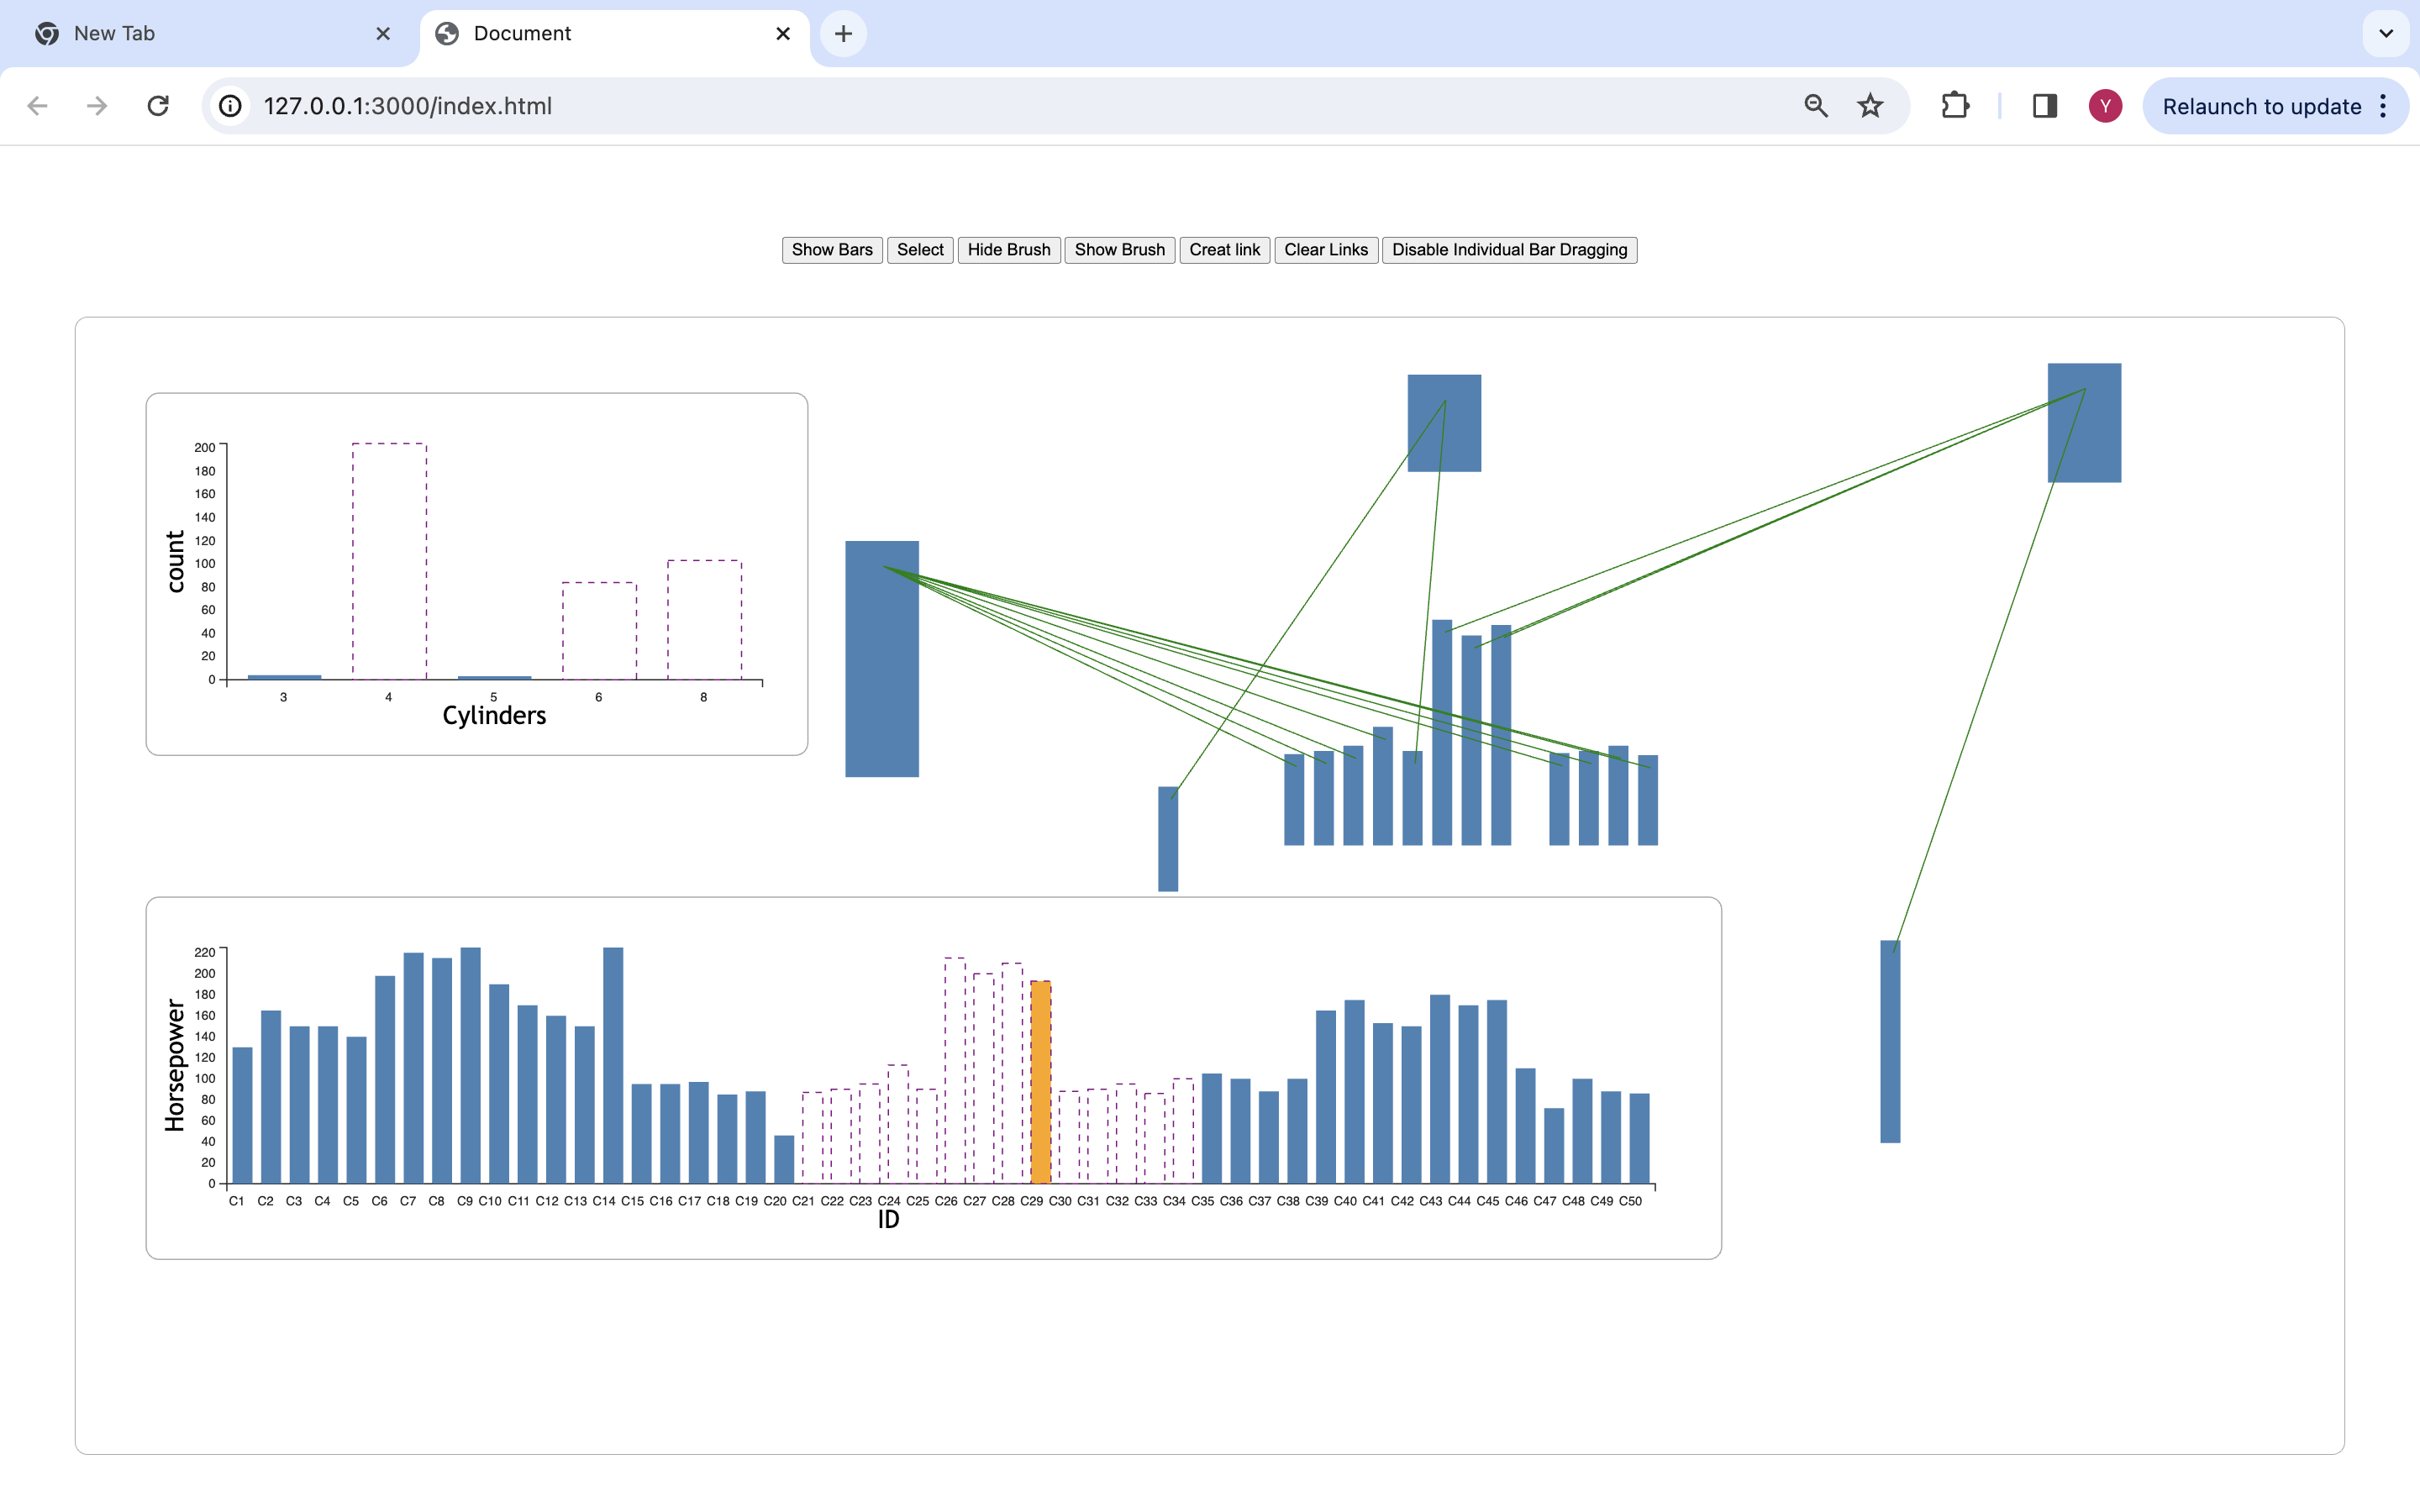 New Tab
Document
127.0.0.1:3000/index.html
Y
Relaunch to update
Show Bars Select Hide Brush Show Brush Creat link Clear Links Disable Individual Bar Dragging
200
180
160
140
120
100
80
60
40
20
0
count
3 4 5 6 8
Cylinders
220
200
180
160
140
120
100
80
60
40
20
0
Horsepower
C1 C2 C3 C4 C5 C6 C7 C8 C9 C10 C11 C12 C13 C14 C15 C16 C17 C18 C19 C20 C21 C22 C23 C24 C25 C26 C27 C28 C29 C30 C31 C32 C33 C34 C35 C36 C37 C38 C39 C40 C41 C42 C43 C44 C45 C46 C47 C48 C49 C50
ID